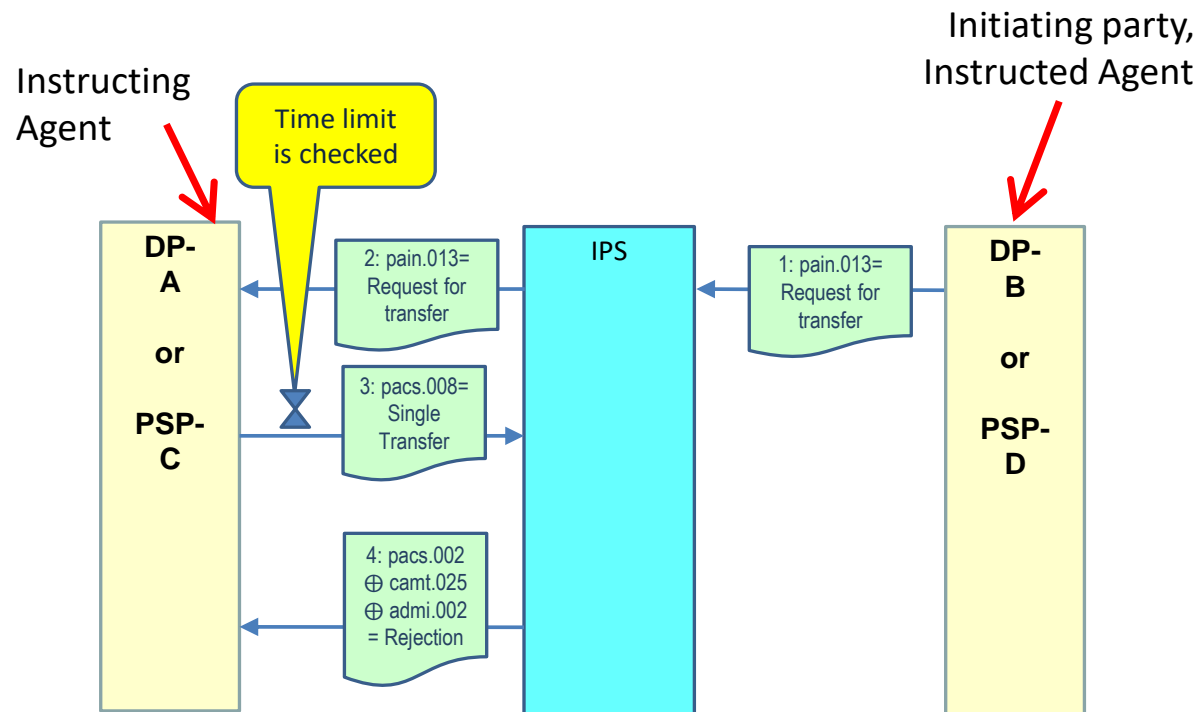 Initiating party,
Instructed Agent
Instructing
Agent
Time limit
is checked
DP-
A
or
PSP-
C
2: pain.013=
Request for
transfer
IPS
1: pain.013=
Request for
transfer
DP-
B
or
PSP-
D
3: pacs.008=
Single
Transfer
4: pacs.002
⊕ camt.025
⊕ admi.002
= Rejection